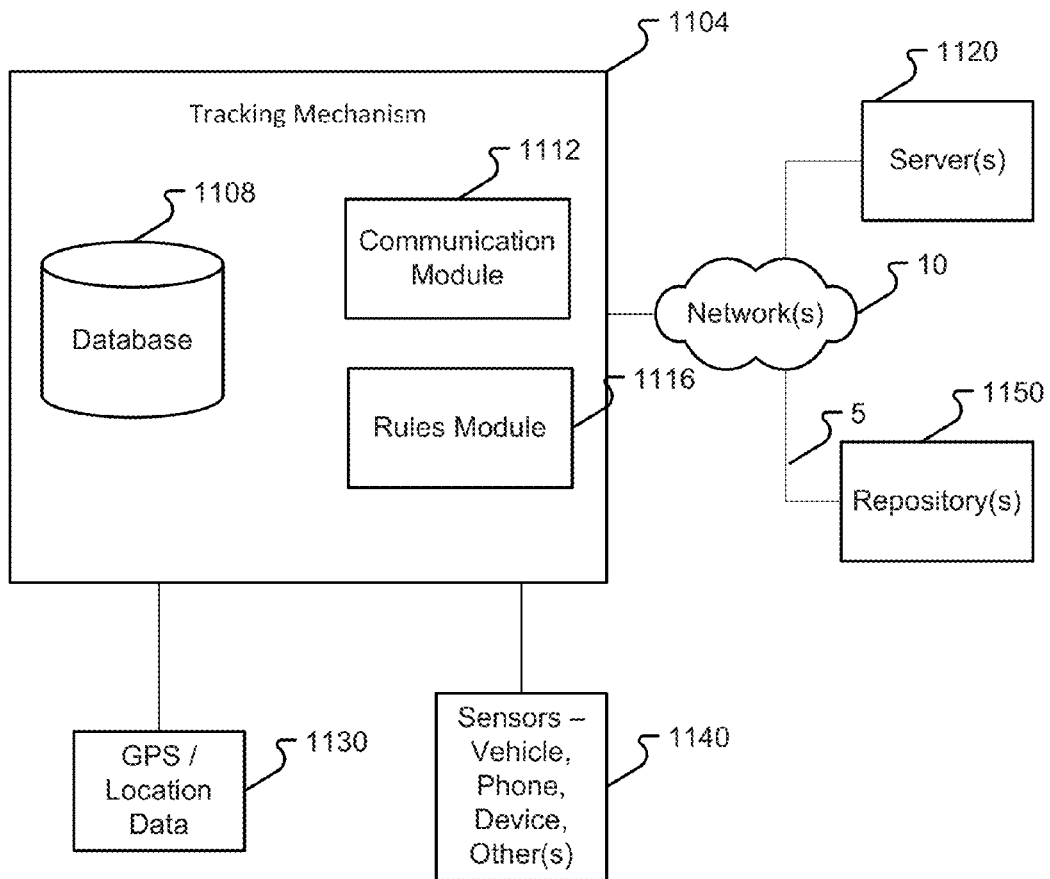 1104
1120
Tracking Mechanism
1112
Server(s)
1108
Communication
Module
10
Network(s)
Database
1116
1150
5
Rules Module
Repository(s)
1130
GPS /
Location
Data
Sensors –
Vehicle,
Phone,
Device,
Other(s)
1140